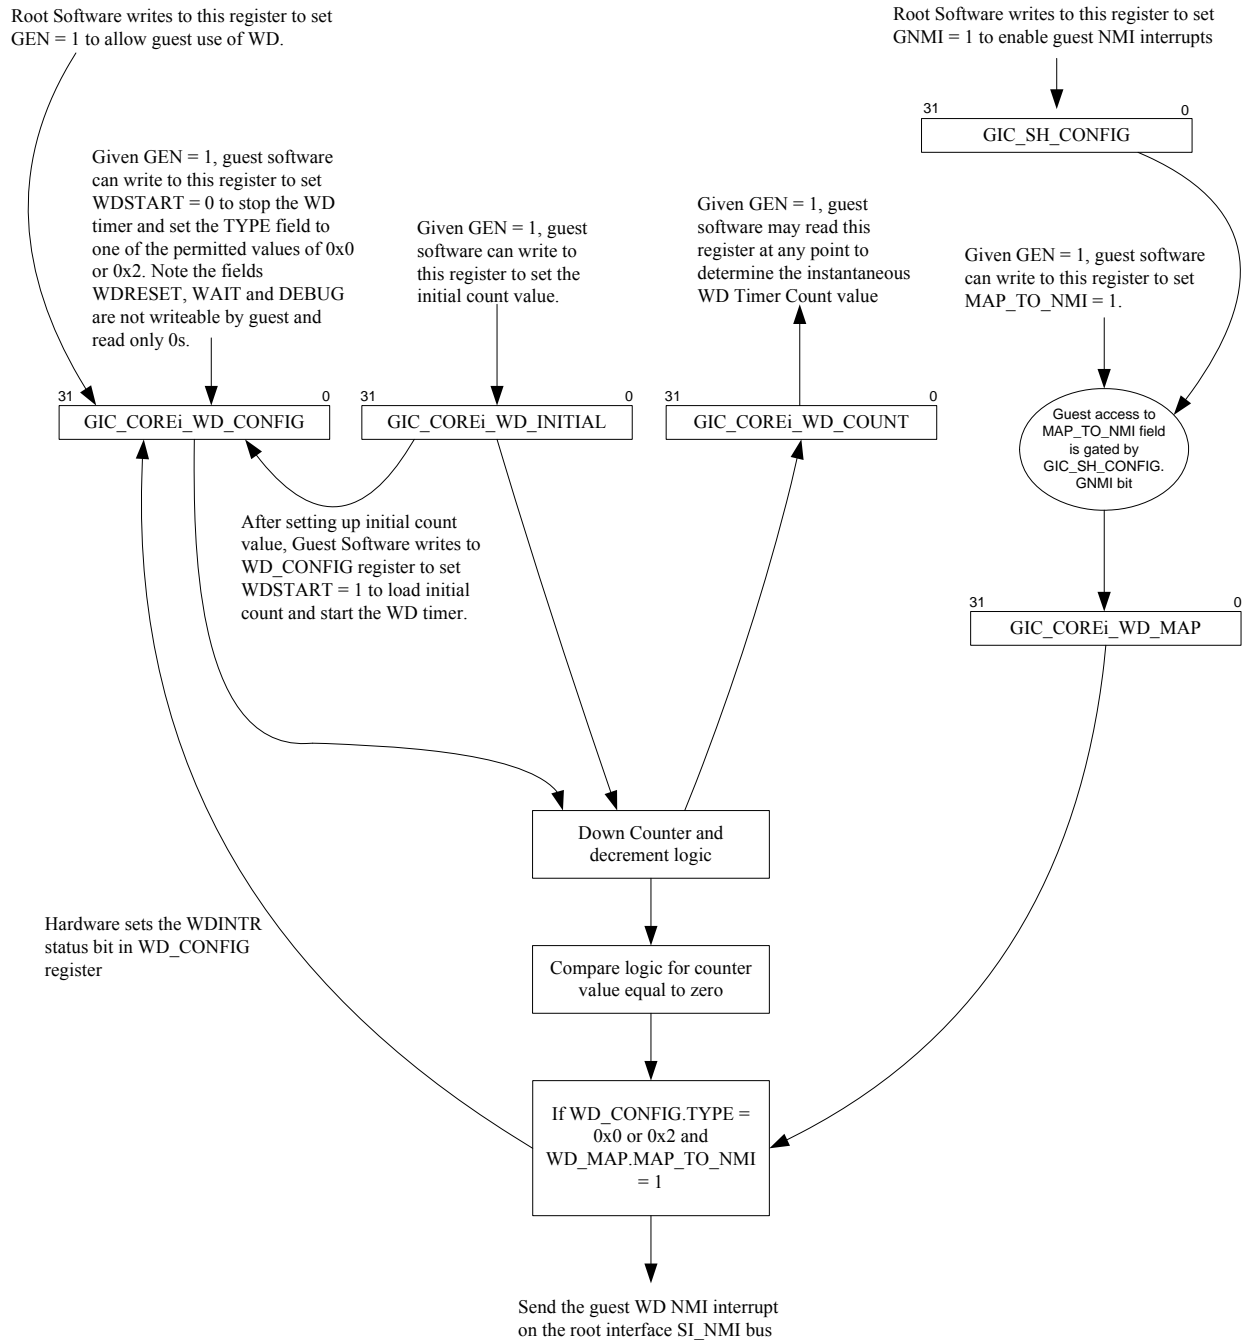 Root Software writes to this register to set
GEN = 1 to allow guest use of WD.
Root Software writes to this register to set
GNMI = 1 to enable guest NMI interrupts
31 0
GIC_SH_CONFIG
Given GEN = 1, guest software
can write to this register to set
WDSTART = 0 to stop the WD
timer and set the TYPE field to
one of the permitted values of 0x0
or 0x2. Note the fields
WDRESET, WAIT and DEBUG
are not writeable by guest and
read only 0s.
Given GEN = 1, guest
software can write to
this register to set the
initial count value.
Given GEN = 1, guest
software may read this
register at any point to
determine the instantaneous
WD Timer Count value
Given GEN = 1, guest software
can write to this register to set
MAP_TO_NMI = 1.
31 0
GIC_COREi_WD_CONFIG
31 0
GIC_COREi_WD_INITIAL
31 0
GIC_COREi_WD_COUNT
Guest access to
MAP_TO_NMI field
is gated by
GIC_SH_CONFIG.
GNMI bit
After setting up initial count
value, Guest Software writes to
WD_CONFIG register to set
WDSTART = 1 to load initial
count and start the WD timer.
31 0
GIC_COREi_WD_MAP
Down Counter and
decrement logic
Hardware sets the WDINTR
status bit in WD_CONFIG
register
Compare logic for counter
value equal to zero
If WD_CONFIG.TYPE =
0x0 or 0x2 and
WD_MAP.MAP_TO_NMI
= 1
Send the guest WD NMI interrupt
on the root interface SI_NMI bus